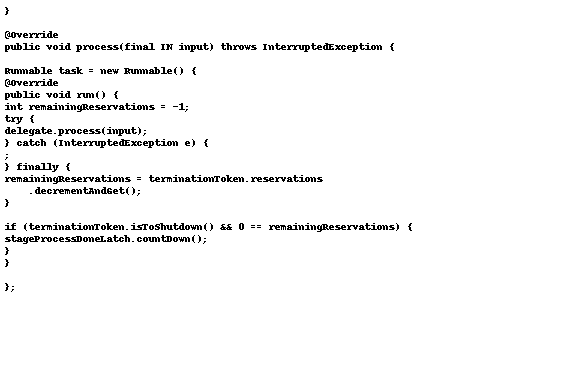 }
@Override
public void process(final IN input) throws InterruptedException {
Runnable task = new Runnable() {
@Override
public void run() {
int remainingReservations = -1;
try {
delegate.process(input);
} catch (InterruptedException e) {
;
} finally {
remainingReservations = terminationToken.reservations
.decrementAndGet();
}
if (terminationToken.isToShutdown() && 0 == remainingReservations) {
stageProcessDoneLatch.countDown();
}
}
};